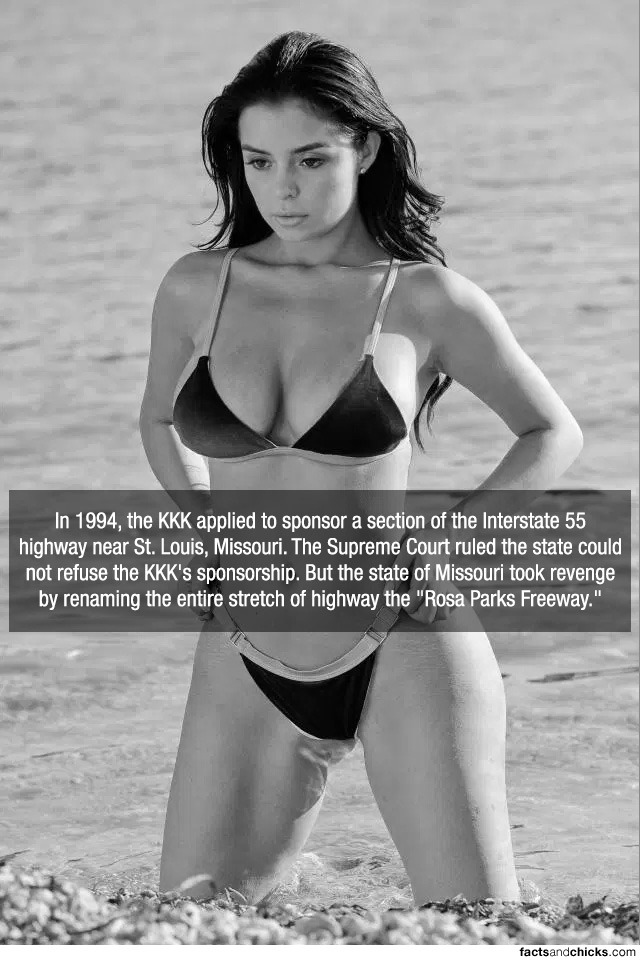 In 1994, the KKK applied to sponsor a section of the Interstate 55
highway near St. Louis, Missouri. The Supreme Court ruled the state could
not refuse the KKK's sponsorship. But the state of Missouri took revenge
by renaming the entire stretch of highway the "Rosa Parks Freeway."
factsandchicks.com